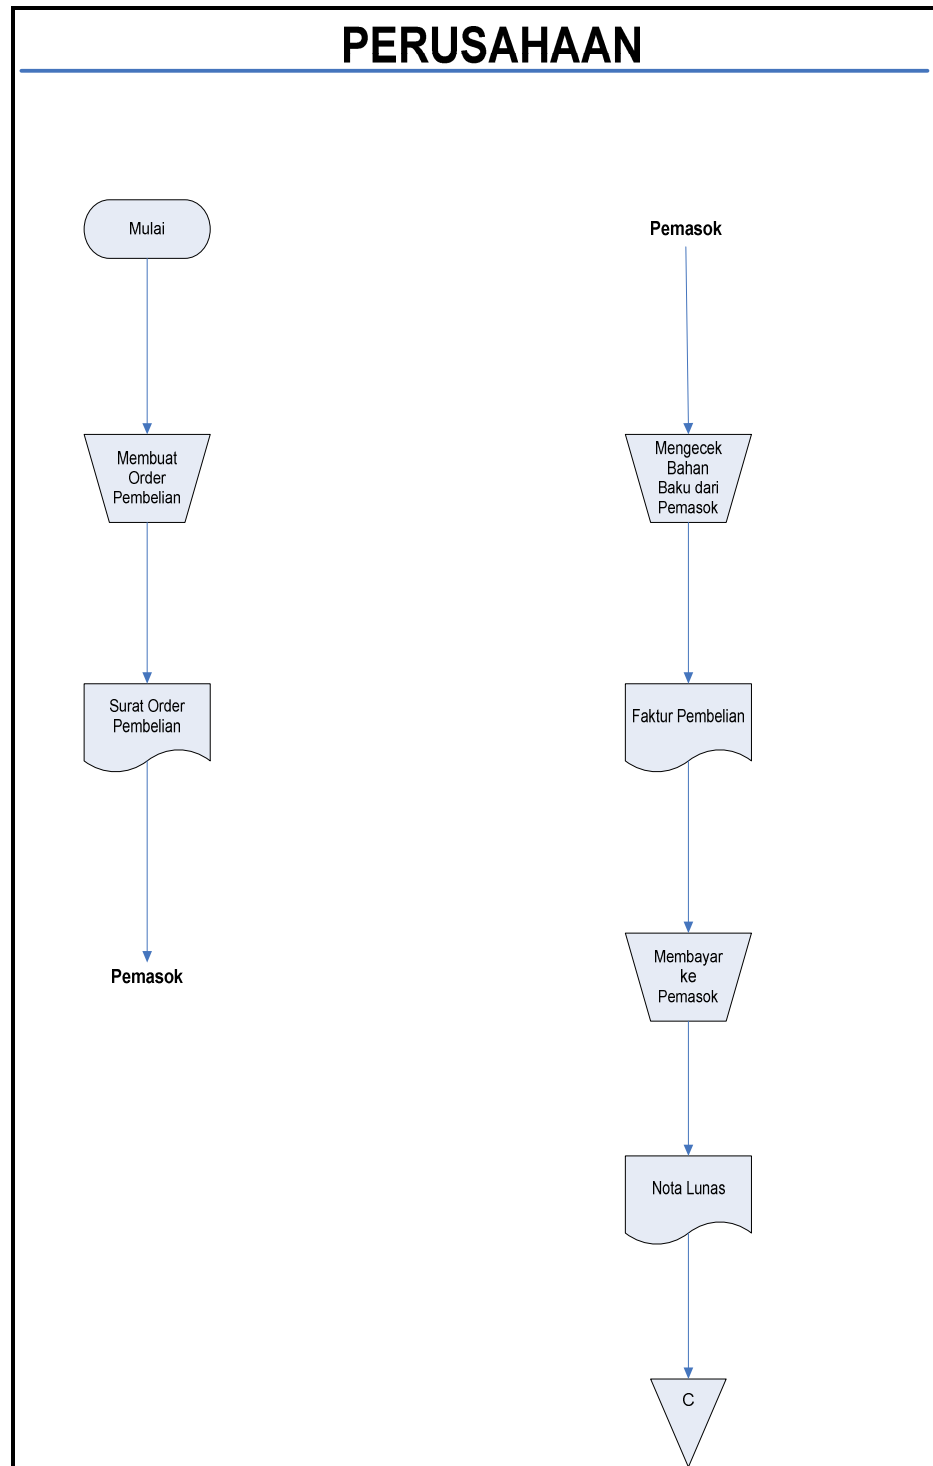 PERUSAHAAN
Mulai
Membuat
Order
Pembelian
Surat Order
Pembelian
Pemasok
Pemasok
Mengecek
Bahan
Baku dari
Pemasok
Faktur Pembelian
Membayar
ke
Pemasok
Nota Lunas
C